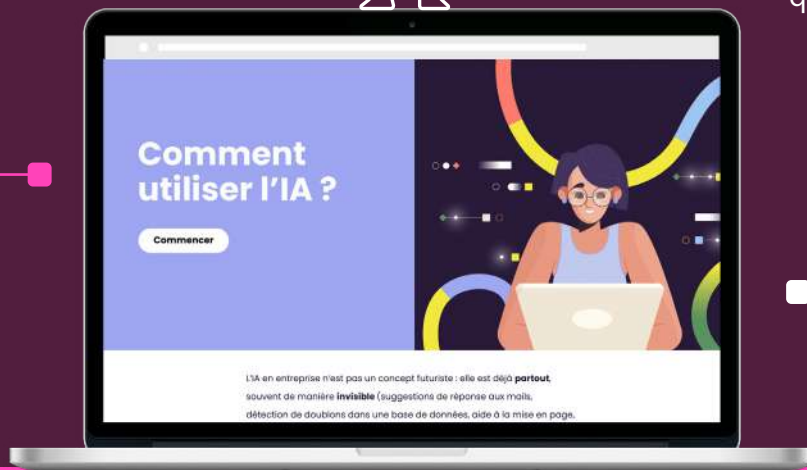 Comment
utiliser l'IA ?
Commencer
L'IA en entreprise n'est pas un concept futuriste : elle est déjà partout,
souvent de manière invisible (suggestions de réponse aux mails,
détection de doublons dans une base de données, aide à la mise en page,